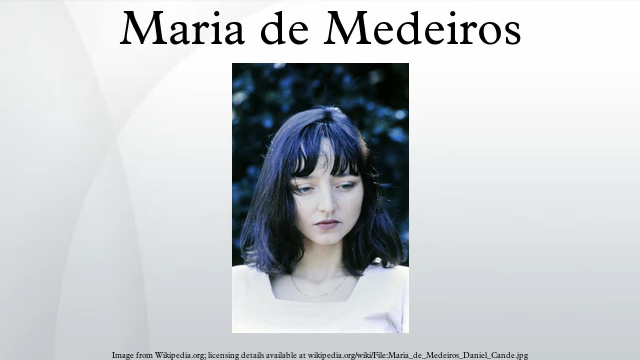 Maria de Medeiros
Image from Wikipedia.org; licensing details available at wikipedia.org/wiki/File:Maria_de_Medeiros_Daniel_Cande.jpg